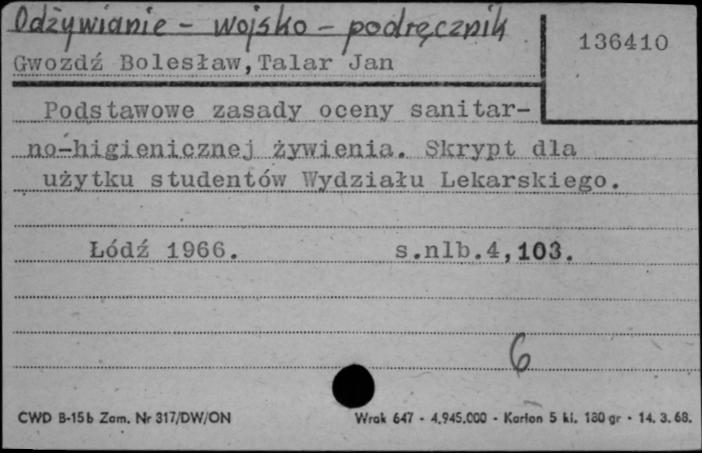 Odżywianie - wojsko - podręcznik
136410
Gwoźdź Bolesław, Talar Jan
Podstawowe zasady oceny sanitar-
no-higienicznej żywienia. Skrypt dla
użytku studentów Wydziału Lekarskiego.
Łódź 1966. s.nlb.4,103.
6
CWD B-15b Zam. Nr 317/DW/ON Wrak 647 - 4.945.000 - Karton 5 kl. 180 gr - 14. 3. 68.